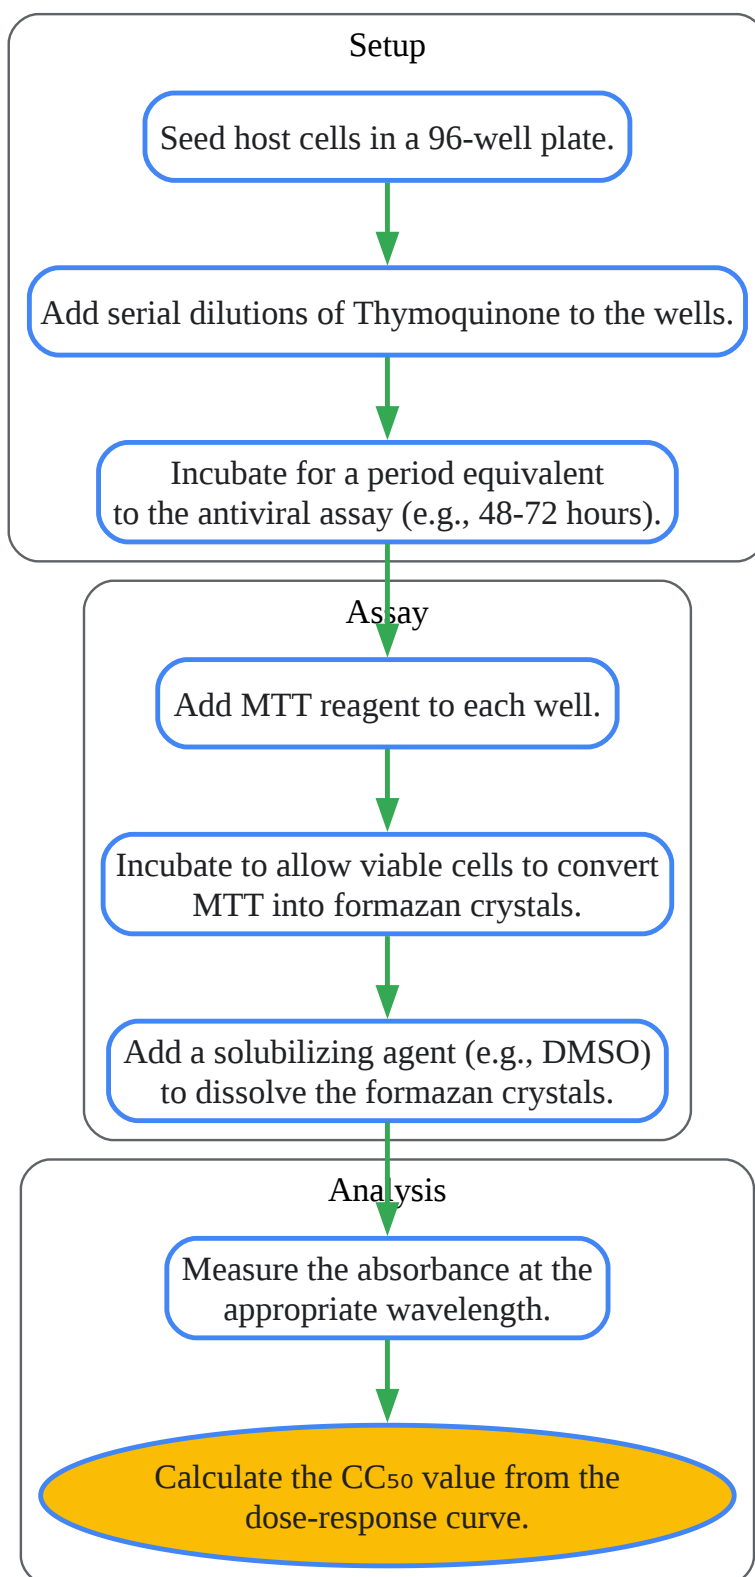 Setup
Seed host cells in a 96-well plate.
Add serial dilutions of Thymoquinone to the wells.
Incubate for a period equivalent
to the antiviral assay (e.g., 48-72 hours).
Assay
Add MTT reagent to each well.
Incubate to allow viable cells to convert
MTT into formazan crystals.
Add a solubilizing agent (e.g., DMSO)
to dissolve the formazan crystals.
Analysis
Measure the absorbance at the
appropriate wavelength.
Calculate the CC₅₀ value from the
dose-response curve.